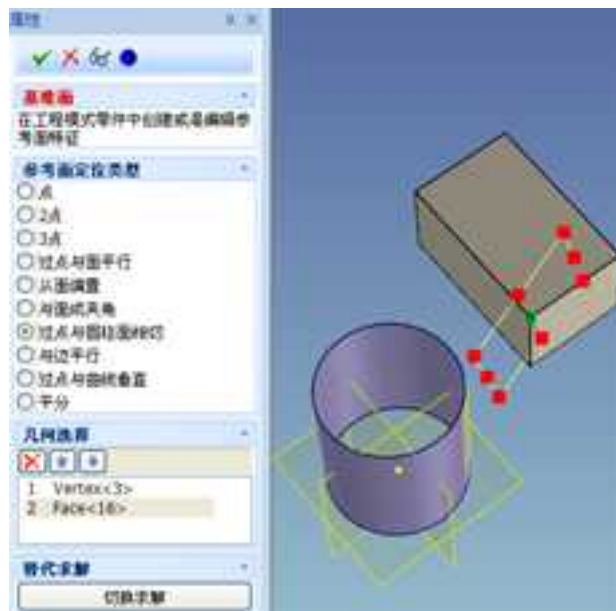 属性
基准面
在工程模式零件中创建或是编辑参
考面特征
参考面定位类型
点
2点
3点
过点与面平行
从面偏置
与面成夹角
过点与圆柱面相切
与边平行
过点与曲线垂直
平分
几何选择
1 Vertex<3>
2 Face<16>
替代求解
切换求解